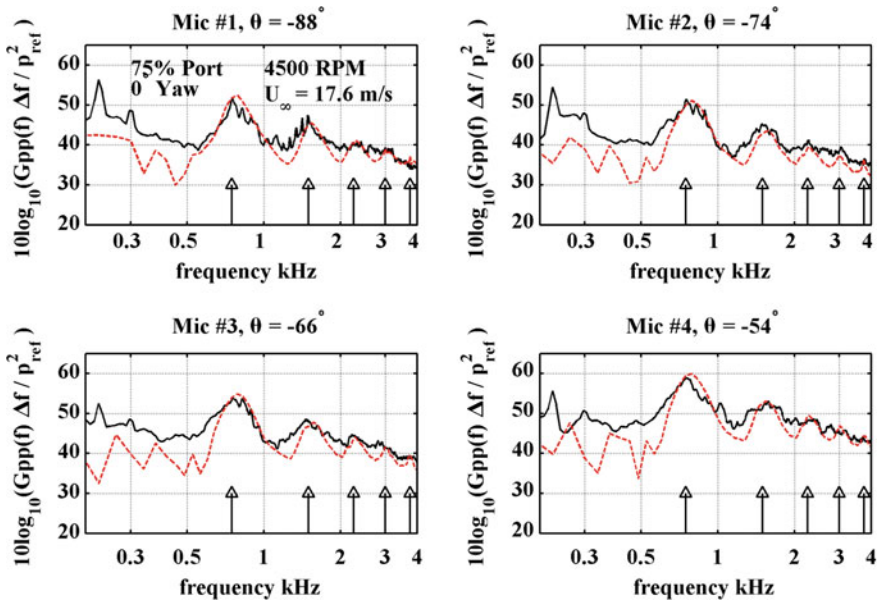 Mic #1, θ = -88°
10log₁₀(Gpp(f) Δf / p²ref )
60
50
40
30
20
75% Port 4500 RPM
0° Yaw U∞ = 17.6 m/s
0.3 0.5 1 2 3 4
frequency kHz
Mic #2, θ = -74°
10log₁₀(Gpp(f) Δf / p²ref )
60
50
40
30
20
0.3 0.5 1 2 3 4
frequency kHz
Mic #3, θ = -66°
10log₁₀(Gpp(f) Δf / p²ref )
60
50
40
30
20
0.3 0.5 1 2 3 4
frequency kHz
Mic #4, θ = -54°
10log₁₀(Gpp(f) Δf / p²ref )
60
50
40
30
20
0.3 0.5 1 2 3 4
frequency kHz